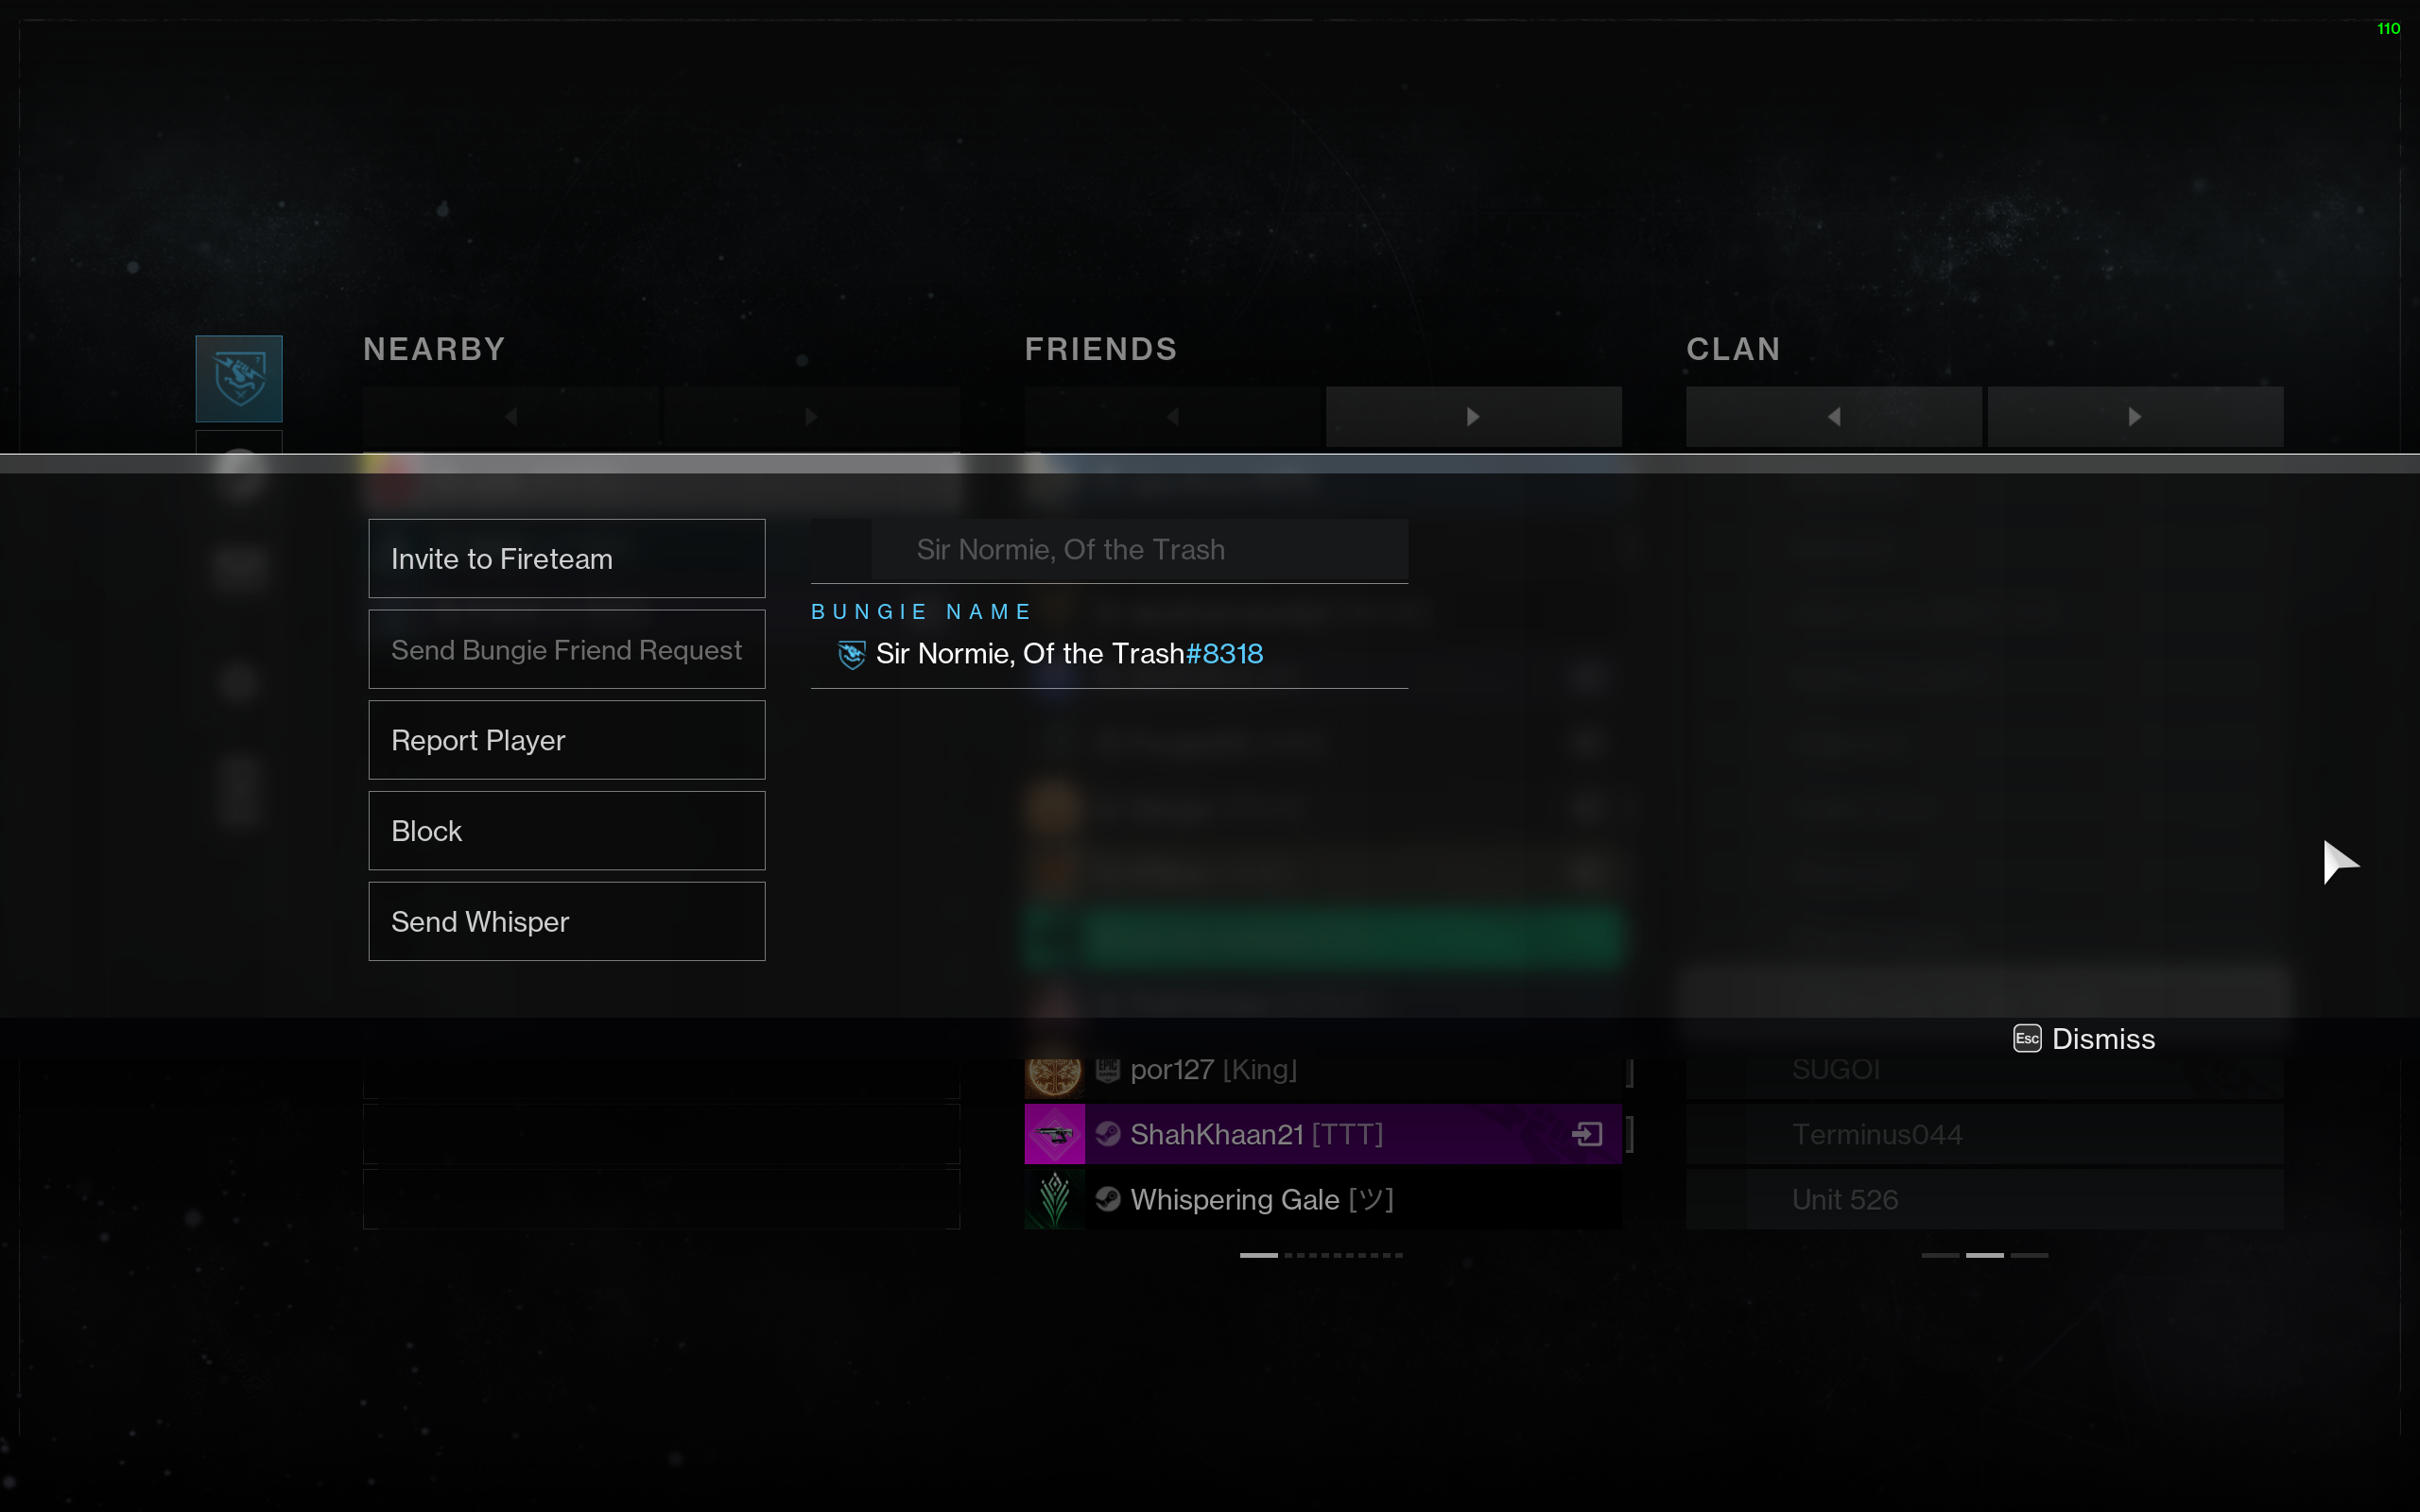 110
NEARBY
FRIENDS
CLAN
Invite to Fireteam
Send Bungie Friend Request
Report Player
Block
Send Whisper
Sir Normie, Of the Trash
BUNGIE NAME
Sir Normie, Of the Trash#8318
Esc Dismiss
EPIC por127 [King]
ShahKhaan21 [TTT]
Whispering Gale [ツ]
SUGOI
Terminus044
Unit 526